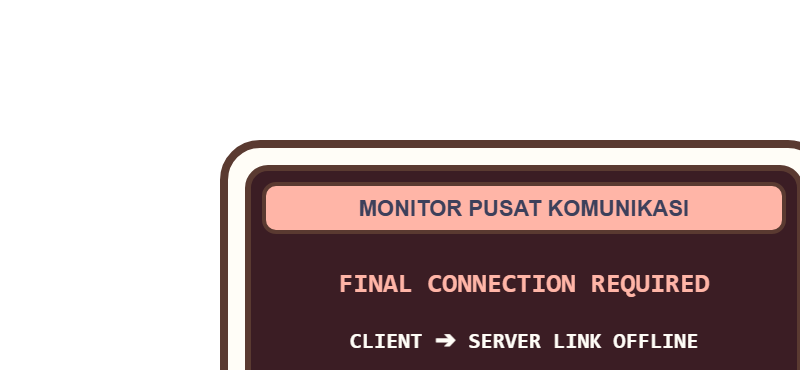 MONITOR PUSAT KOMUNIKASI
FINAL CONNECTION REQUIRED
CLIENT ➔ SERVER LINK OFFLINE